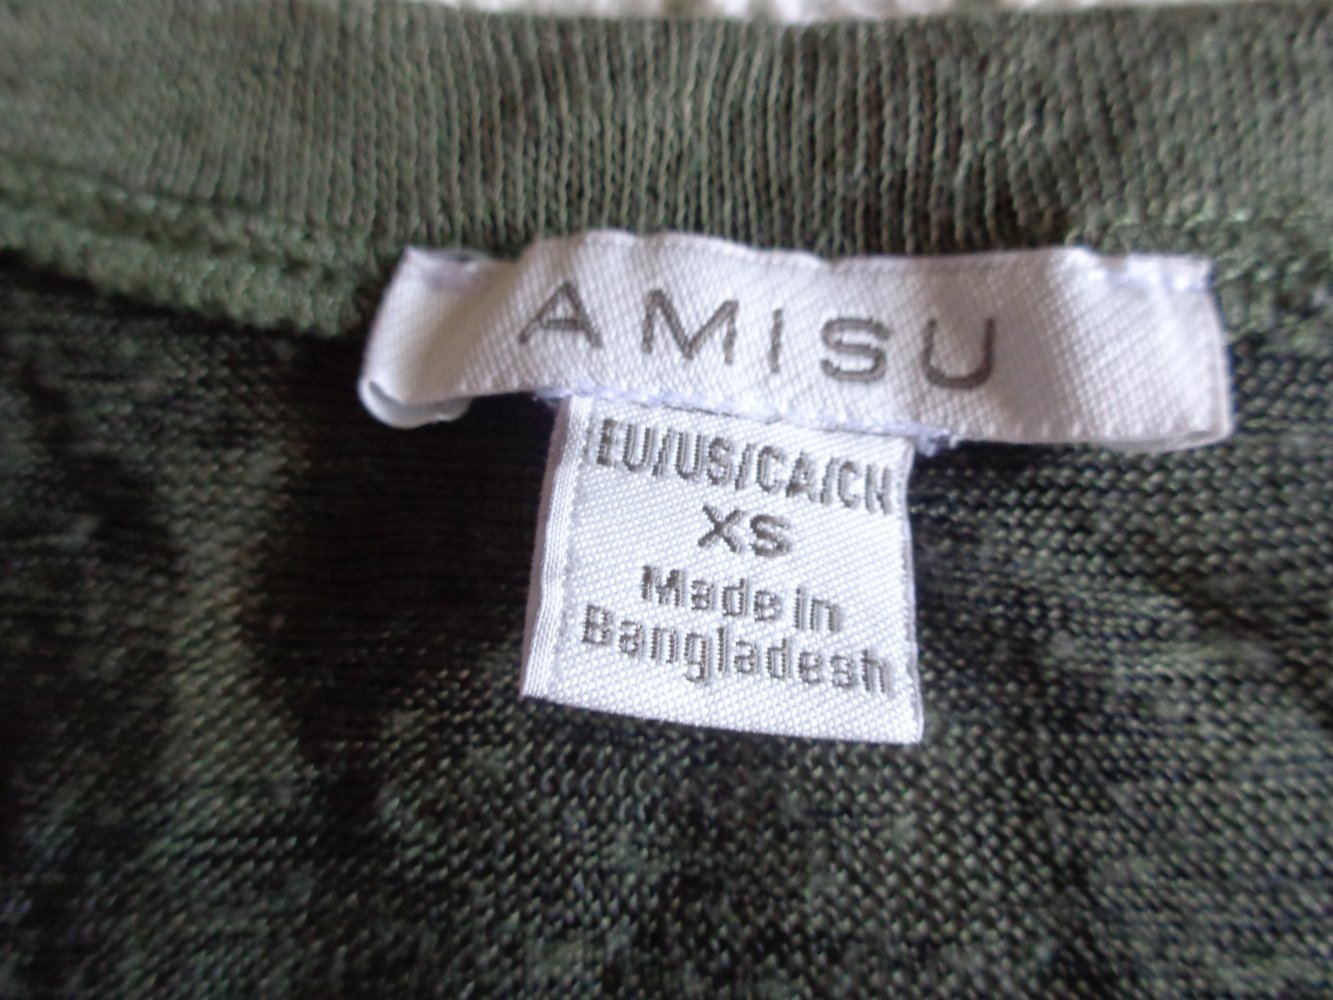 AMISU
EU/US/CA/CH
XS
Made in
Bangladesh